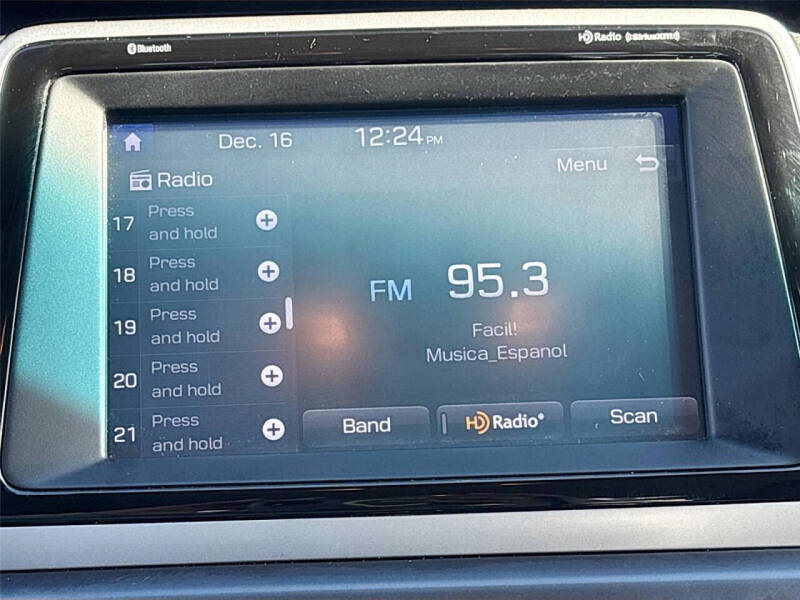 Bluetooth
HD Radio (((SiriusXM)))
Dec. 16 12:24 PM
Menu
Radio
17 Press and hold +
18 Press and hold +
19 Press and hold +
20 Press and hold +
21 Press and hold +
FM 95.3
Facil!
Musica_Espanol
Band
HD Radio®
Scan